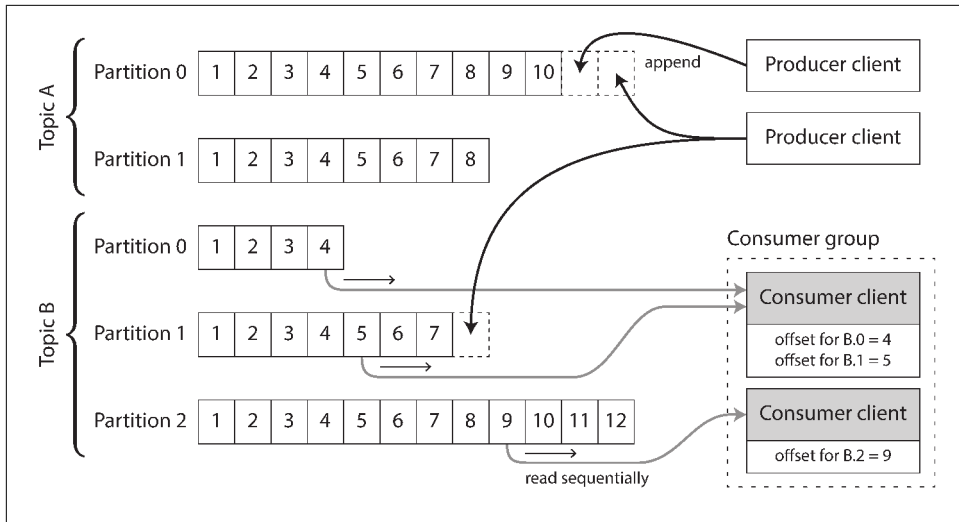 Topic A
Partition 0
1 2 3 4 5 6 7 8 9 10
append
Producer client
Partition 1
1 2 3 4 5 6 7 8
Producer client
Topic B
Partition 0
1 2 3 4
Consumer group
Consumer client
offset for B.0 = 4
offset for B.1 = 5
Partition 1
1 2 3 4 5 6 7
Partition 2
1 2 3 4 5 6 7 8 9 10 11 12
read sequentially
Consumer client
offset for B.2 = 9